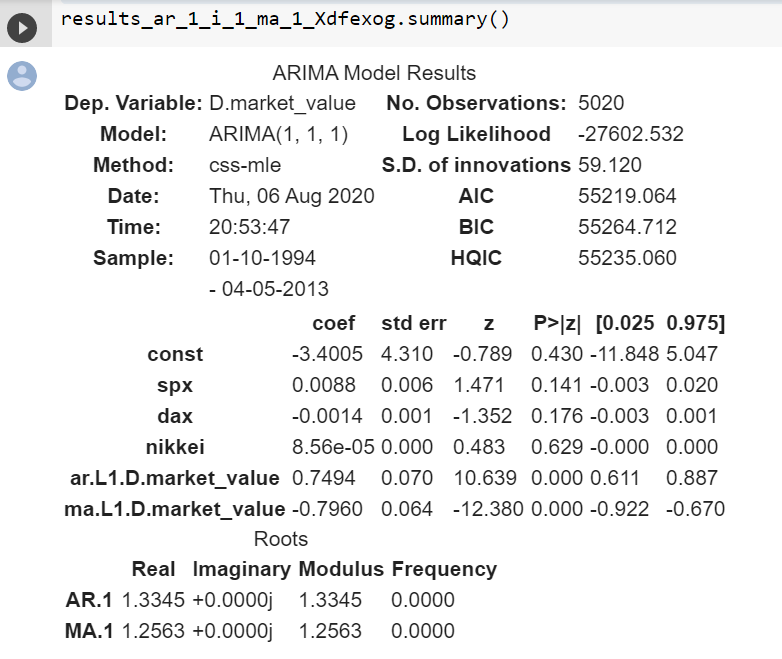 results_ar_1_i_1_ma_1_Xdfexog.summary()
ARIMA Model Results
Dep. Variable: D.market_value No. Observations: 5020
Model: ARIMA(1, 1, 1) Log Likelihood -27602.532
Method: css-mle S.D. of innovations 59.120
Date: Thu, 06 Aug 2020 AIC 55219.064
Time: 20:53:47 BIC 55264.712
Sample: 01-10-1994 HQIC 55235.060
- 04-05-2013
coef std err z P>|z| [0.025 0.975]
const -3.4005 4.310 -0.789 0.430 -11.848 5.047
spx 0.0088 0.006 1.471 0.141 -0.003 0.020
dax -0.0014 0.001 -1.352 0.176 -0.003 0.001
nikkei 8.56e-05 0.000 0.483 0.629 -0.000 0.000
ar.L1.D.market_value 0.7494 0.070 10.639 0.000 0.611 0.887
ma.L1.D.market_value -0.7960 0.064 -12.380 0.000 -0.922 -0.670
Roots
Real Imaginary Modulus Frequency
AR.1 1.3345 +0.0000j 1.3345 0.0000
MA.1 1.2563 +0.0000j 1.2563 0.0000